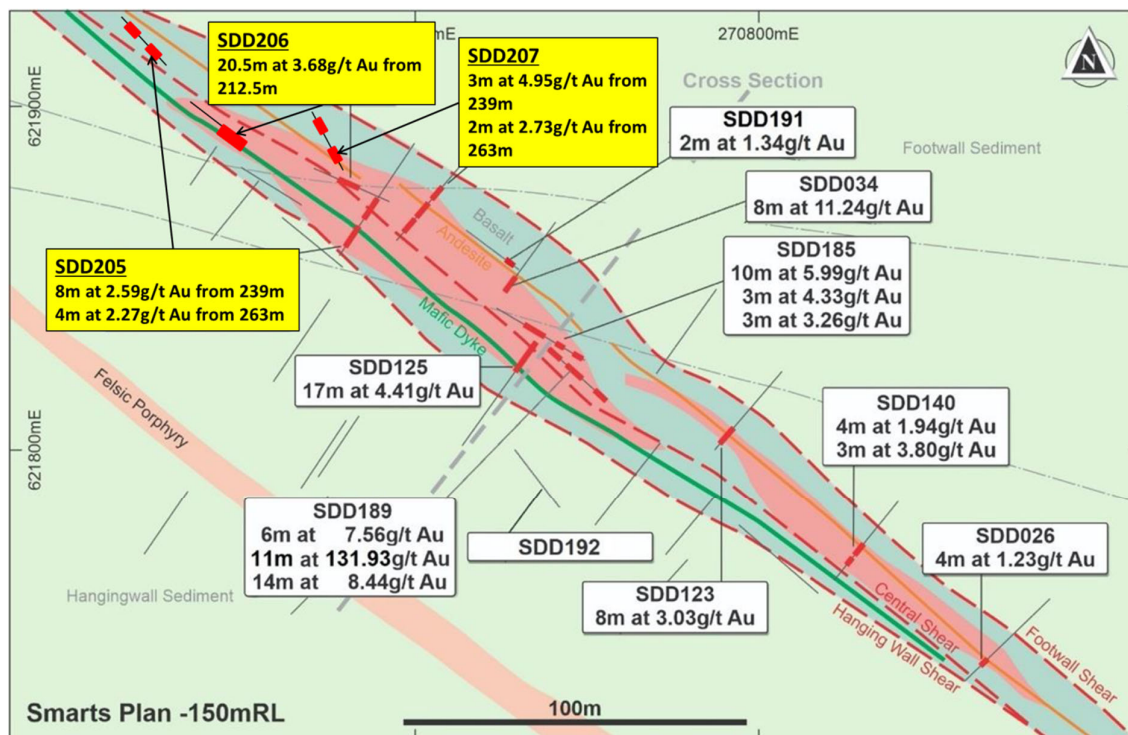 mE
270800mE
N
SDD206
20.5m at 3.68g/t Au from
212.5m
SDD207
3m at 4.95g/t Au from
239m
2m at 2.73g/t Au from
263m
Cross Section
621900mE
SDD191
2m at 1.34g/t Au
Footwall Sediment
SDD034
8m at 11.24g/t Au
Basalt
Andesite
SDD185
10m at 5.99g/t Au
3m at 4.33g/t Au
3m at 3.26g/t Au
SDD205
8m at 2.59g/t Au from 239m
4m at 2.27g/t Au from 263m
Mafic Dyke
SDD125
17m at 4.41g/t Au
Felsic Porphyry
SDD140
4m at 1.94g/t Au
3m at 3.80g/t Au
621800mE
SDD189
6m at 7.56g/t Au
11m at 131.93g/t Au
14m at 8.44g/t Au
SDD192
SDD026
4m at 1.23g/t Au
SDD123
8m at 3.03g/t Au
Hangingwall Sediment
Central Shear
Hanging Wall Shear
Footwall Shear
Smarts Plan -150mRL
100m